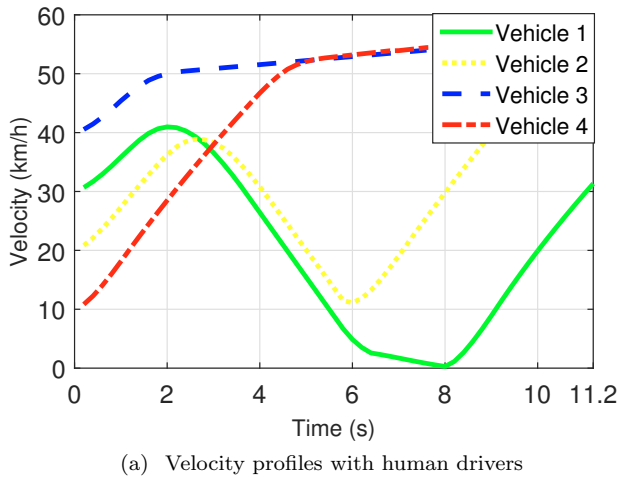 60
50
40
30
20
10
0
Velocity (km/h)
Vehicle 1
Vehicle 2
Vehicle 3
Vehicle 4
0 2 4 6 8 10 11.2
Time (s)
(a) Velocity profiles with human drivers